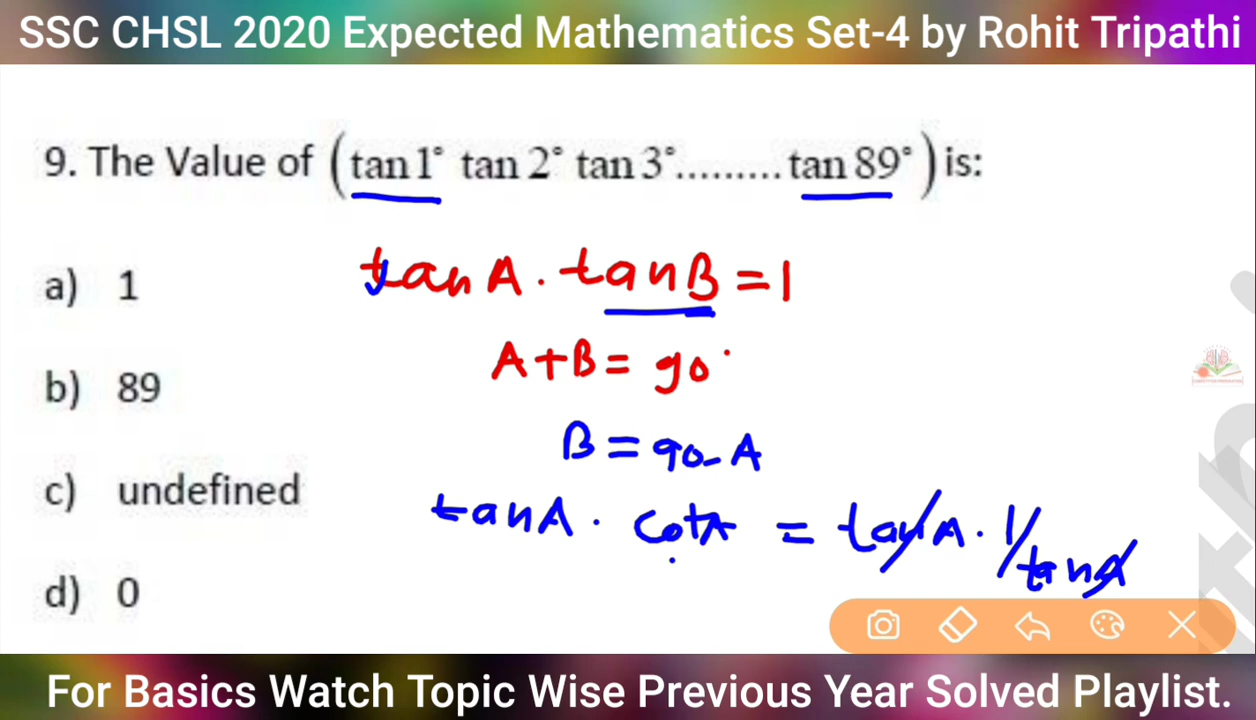 SSC CHSL 2020 Expected Mathematics Set-4 by Rohit Tripathi
9. The Value of (tan 1° tan 2° tan 3°......... tan 89°) is:
tanA . tanB = 1
a) 1
A+B = 90°
b) 89
B = 90-A
c) undefined
tanA . cotA = tanA . 1/tanA
d) 0
For Basics Watch Topic Wise Previous Year Solved Playlist.